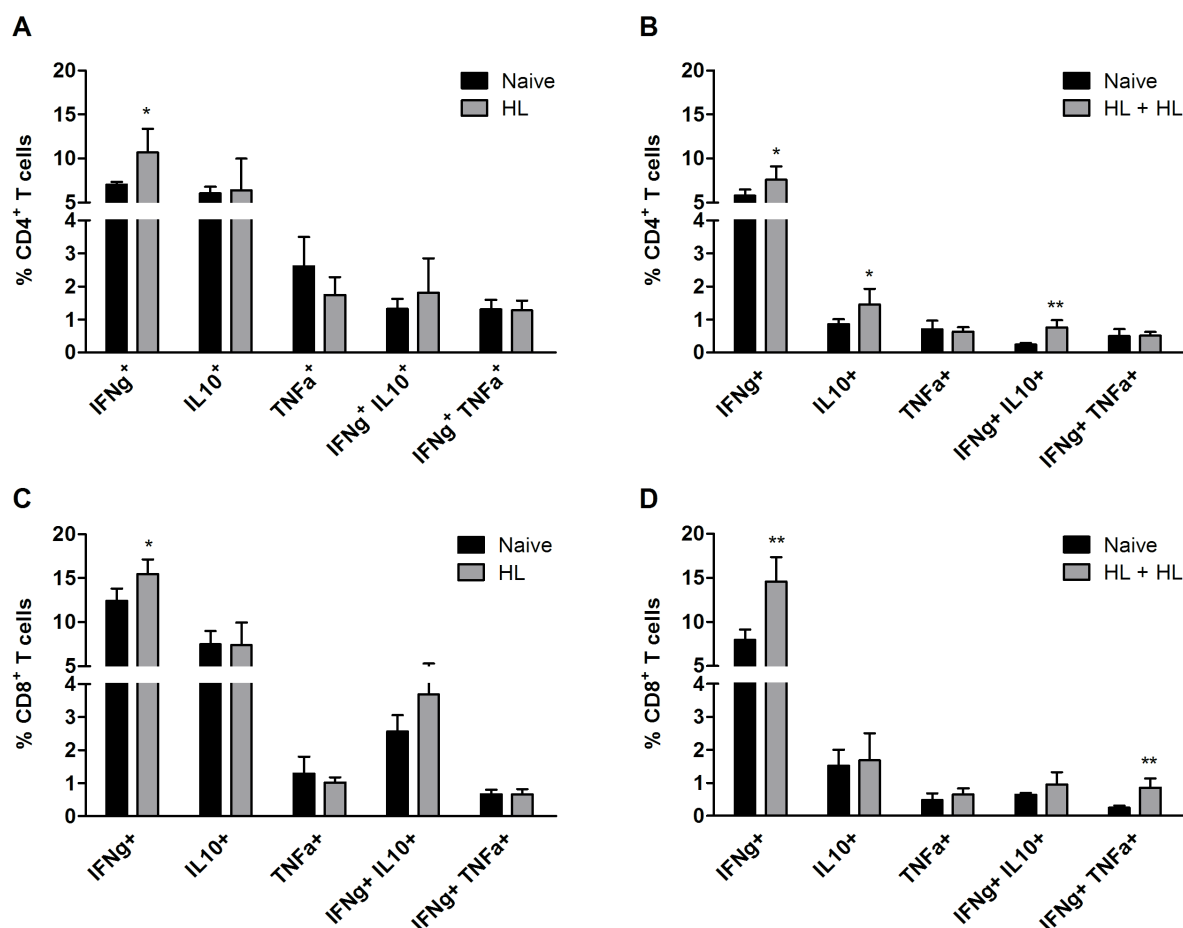 A
% CD4⁺ T cells
20
15
10
5
4
3
2
1
0
Naive
HL
*
IFNg⁺
IL10⁺
TNFa⁺
IFNg⁺ IL10⁺
IFNg⁺ TNFa⁺
B
% CD4⁺ T cells
20
15
10
5
4
3
2
1
0
Naive
HL + HL
*
*
**
IFNg+
IL10+
TNFa+
IFNg+ IL10+
IFNg+ TNFa+
C
% CD8⁺ T cells
20
15
10
5
4
3
2
1
0
Naive
HL
*
IFNg+
IL10+
TNFa+
IFNg+ IL10+
IFNg+ TNFa+
D
% CD8⁺ T cells
20
15
10
5
4
3
2
1
0
Naive
HL + HL
**
**
IFNg+
IL10+
TNFa+
IFNg+ IL10+
IFNg+ TNFa+